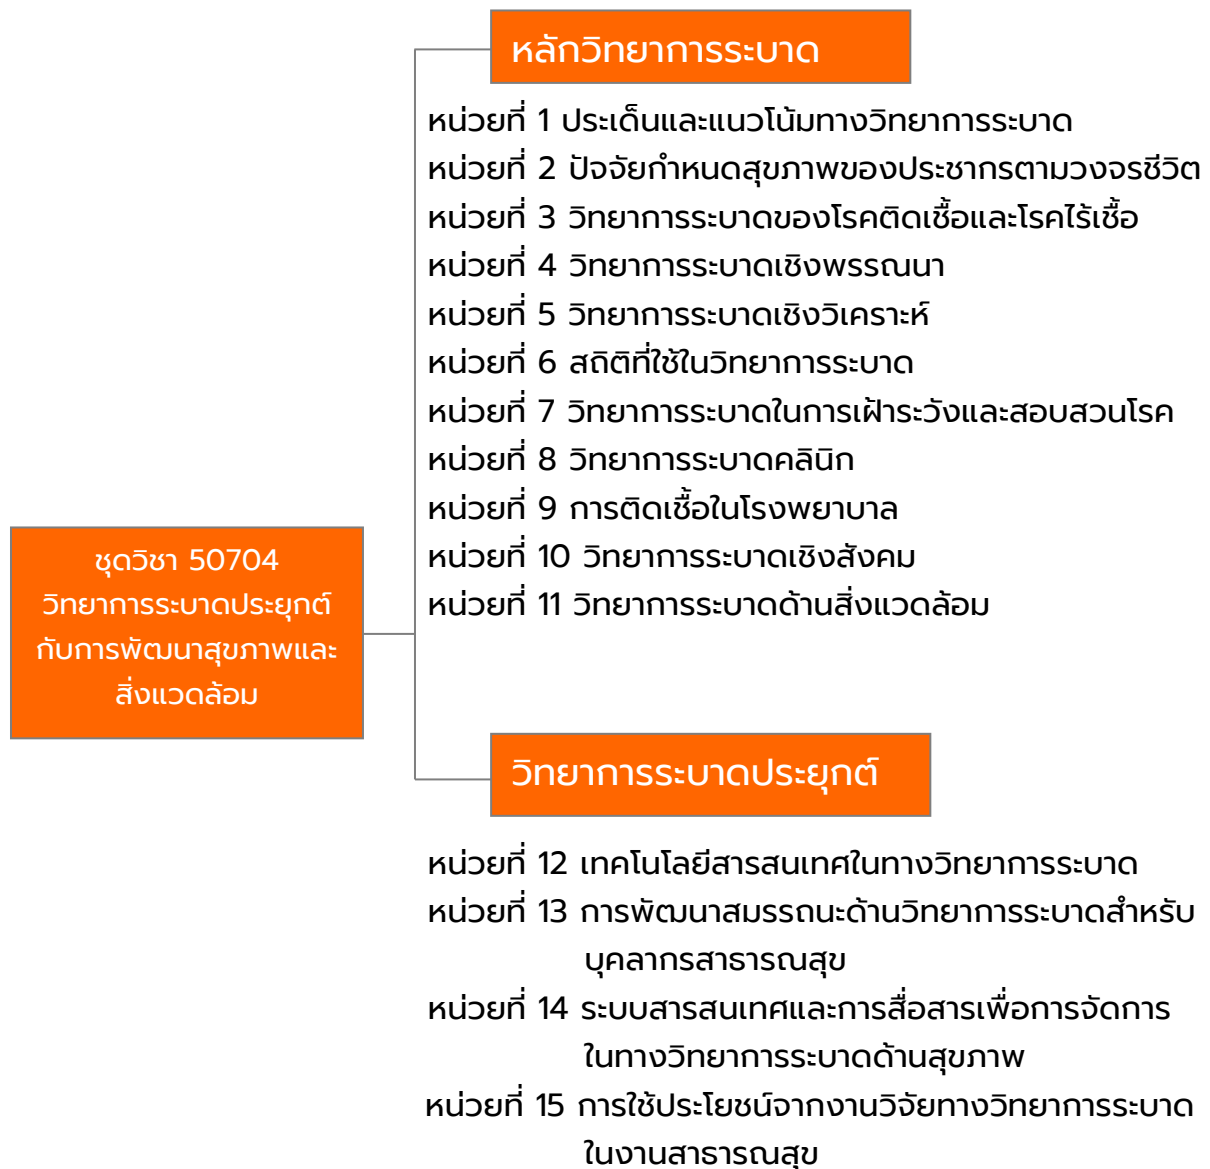 หลักวิทยาการระบาด
หน่วยที่ 1 ประเด็นและแนวโน้มทางวิทยาการระบาด
หน่วยที่ 2 ปัจจัยกำหนดสุขภาพของประชากรตามวงจรชีวิต
หน่วยที่ 3 วิทยาการระบาดของโรคติดเชื้อและโรคไร้เชื้อ
หน่วยที่ 4 วิทยาการระบาดเชิงพรรณนา
หน่วยที่ 5 วิทยาการระบาดเชิงวิเคราะห์
หน่วยที่ 6 สถิติที่ใช้ในวิทยาการระบาด
หน่วยที่ 7 วิทยาการระบาดในการเฝ้าระวังและสอบสวนโรค
หน่วยที่ 8 วิทยาการระบาดคลินิก
หน่วยที่ 9 การติดเชื้อในโรงพยาบาล
หน่วยที่ 10 วิทยาการระบาดเชิงสังคม
หน่วยที่ 11 วิทยาการระบาดด้านสิ่งแวดล้อม
ชุดวิชา 50704
วิทยาการระบาดประยุกต์
กับการพัฒนาสุขภาพและ
สิ่งแวดล้อม
วิทยาการระบาดประยุกต์
หน่วยที่ 12 เทคโนโลยีสารสนเทศในทางวิทยาการระบาด
หน่วยที่ 13 การพัฒนาสมรรถนะด้านวิทยาการระบาดสำหรับ
บุคลากรสาธารณสุข
หน่วยที่ 14 ระบบสารสนเทศและการสื่อสารเพื่อการจัดการ
ในทางวิทยาการระบาดด้านสุขภาพ
หน่วยที่ 15 การใช้ประโยชน์จากงานวิจัยทางวิทยาการระบาด
ในงานสาธารณสุข